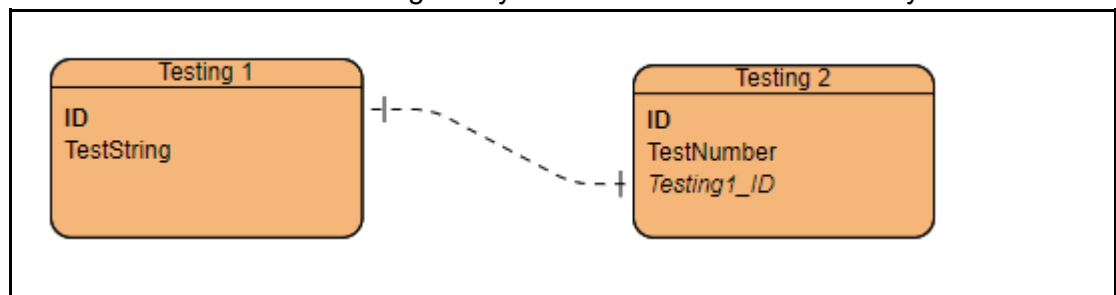 Testing 1
ID
TestString
Testing 2
ID
TestNumber
Testing1_ID